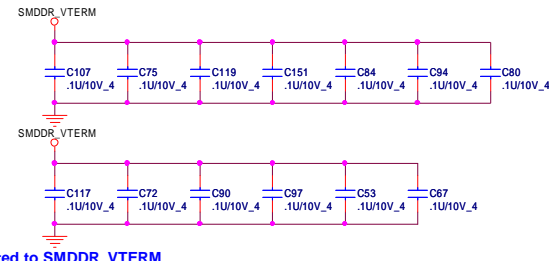 SMDDR_VTERM
C107 C75 C119 C151 C84 C94 C80
.1U/10V_4 .1U/10V_4 .1U/10V_4 .1U/10V_4 .1U/10V_4 .1U/10V_4 .1U/10V_4
SMDDR_VTERM
C117 C72 C90 C97 C53 C67
.1U/10V_4 .1U/10V_4 .1U/10V_4 .1U/10V_4 .1U/10V_4 .1U/10V_4
red to SMDDR_VTERM